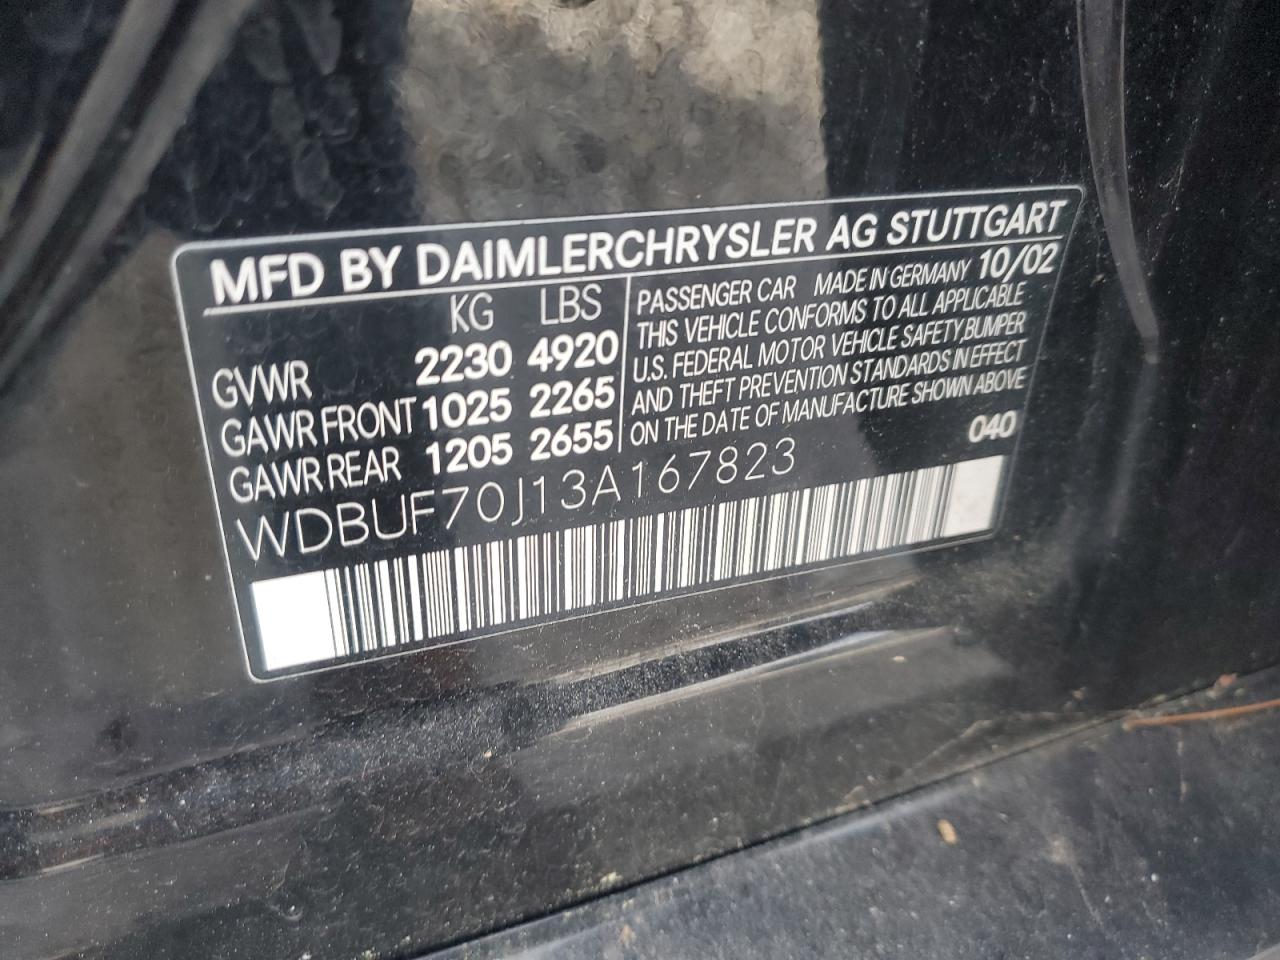 MFD BY DAIMLERCHRYSLER AG STUTTGART
KG LBS
GVWR 2230 4920
GAWR FRONT 1025 2265
GAWR REAR 1205 2655
PASSENGER CAR MADE IN GERMANY 10/02
THIS VEHICLE CONFORMS TO ALL APPLICABLE
U.S. FEDERAL MOTOR VEHICLE SAFETY,BUMPER
AND THEFT PREVENTION STANDARDS IN EFFECT
ON THE DATE OF MANUFACTURE SHOWN ABOVE
040
WDBUF70J13A167823